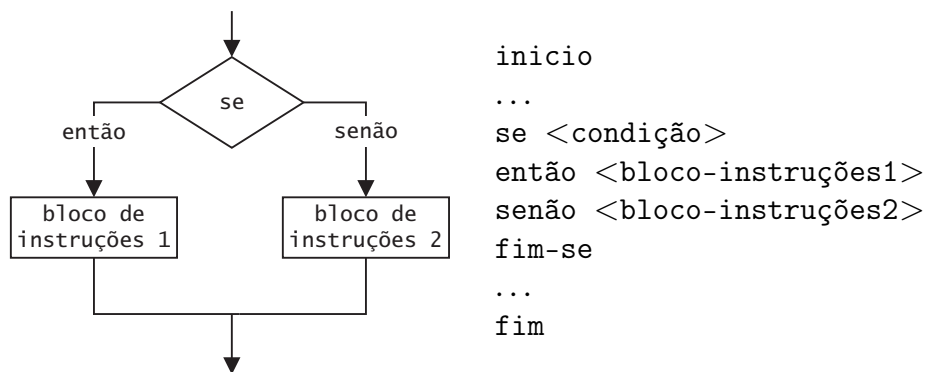 se
então
senão
bloco de
instruções 1
bloco de
instruções 2
inicio
...
se <condição>
então <bloco-instruções1>
senão <bloco-instruções2>
fim-se
...
fim